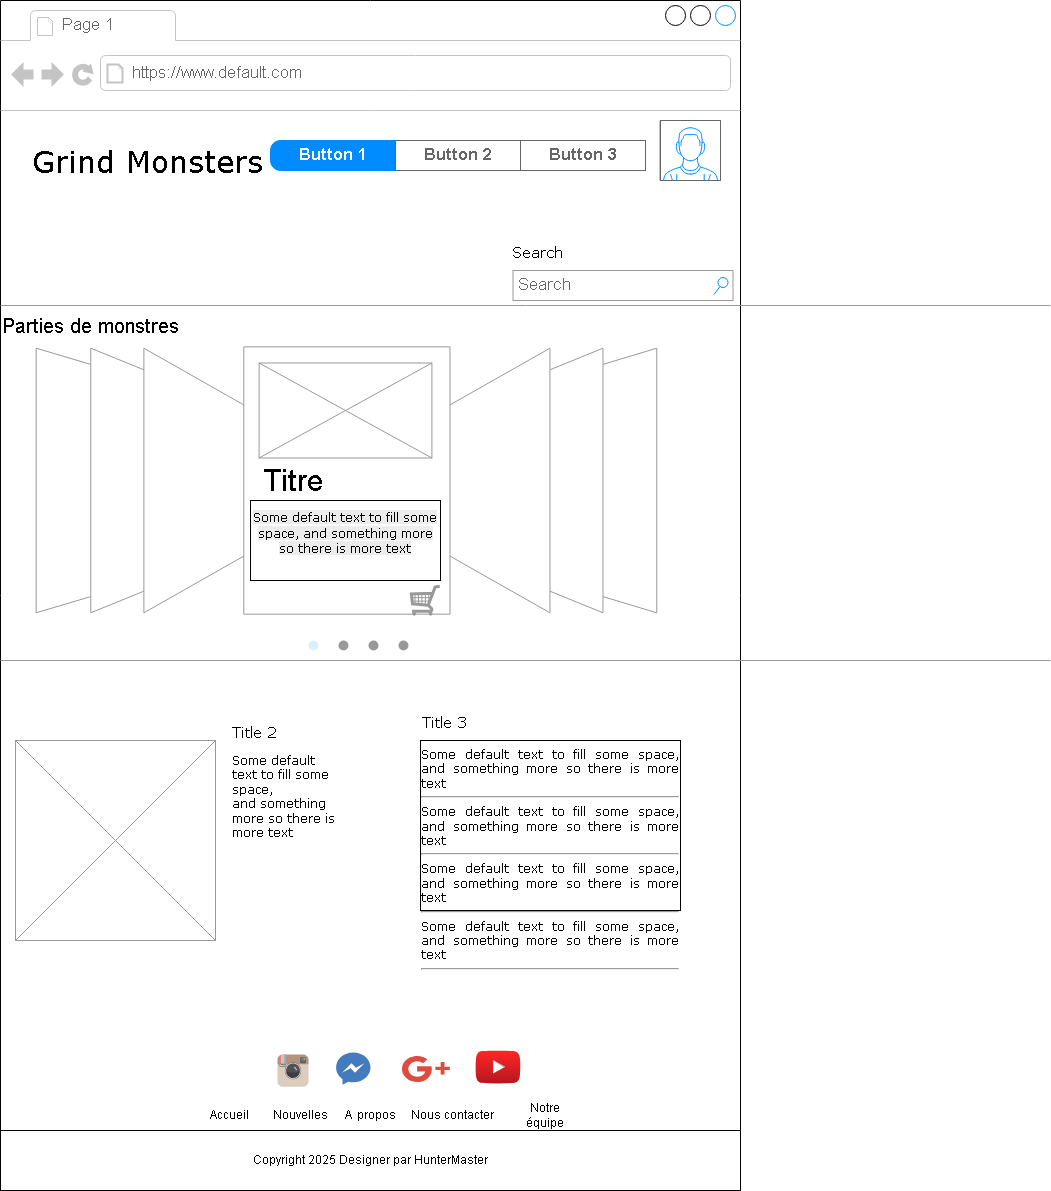 Page 1
https://www.default.com
Grind Monsters
Button 1
Button 2
Button 3
Search
Search
Parties de monstres
Titre
Some default text to fill some
space, and something more
so there is more text
Title 2
Some default
text to fill some
space,
and something
more so there is
more text
Title 3
Some default text to fill some space,
and something more so there is more
text
Some default text to fill some space,
and something more so there is more
text
Some default text to fill some space,
and something more so there is more
text
Some default text to fill some space,
and something more so there is more
text
G+
Accueil
Nouvelles
A propos
Nous contacter
Notre
équipe
Copyright 2025 Designer par HunterMaster